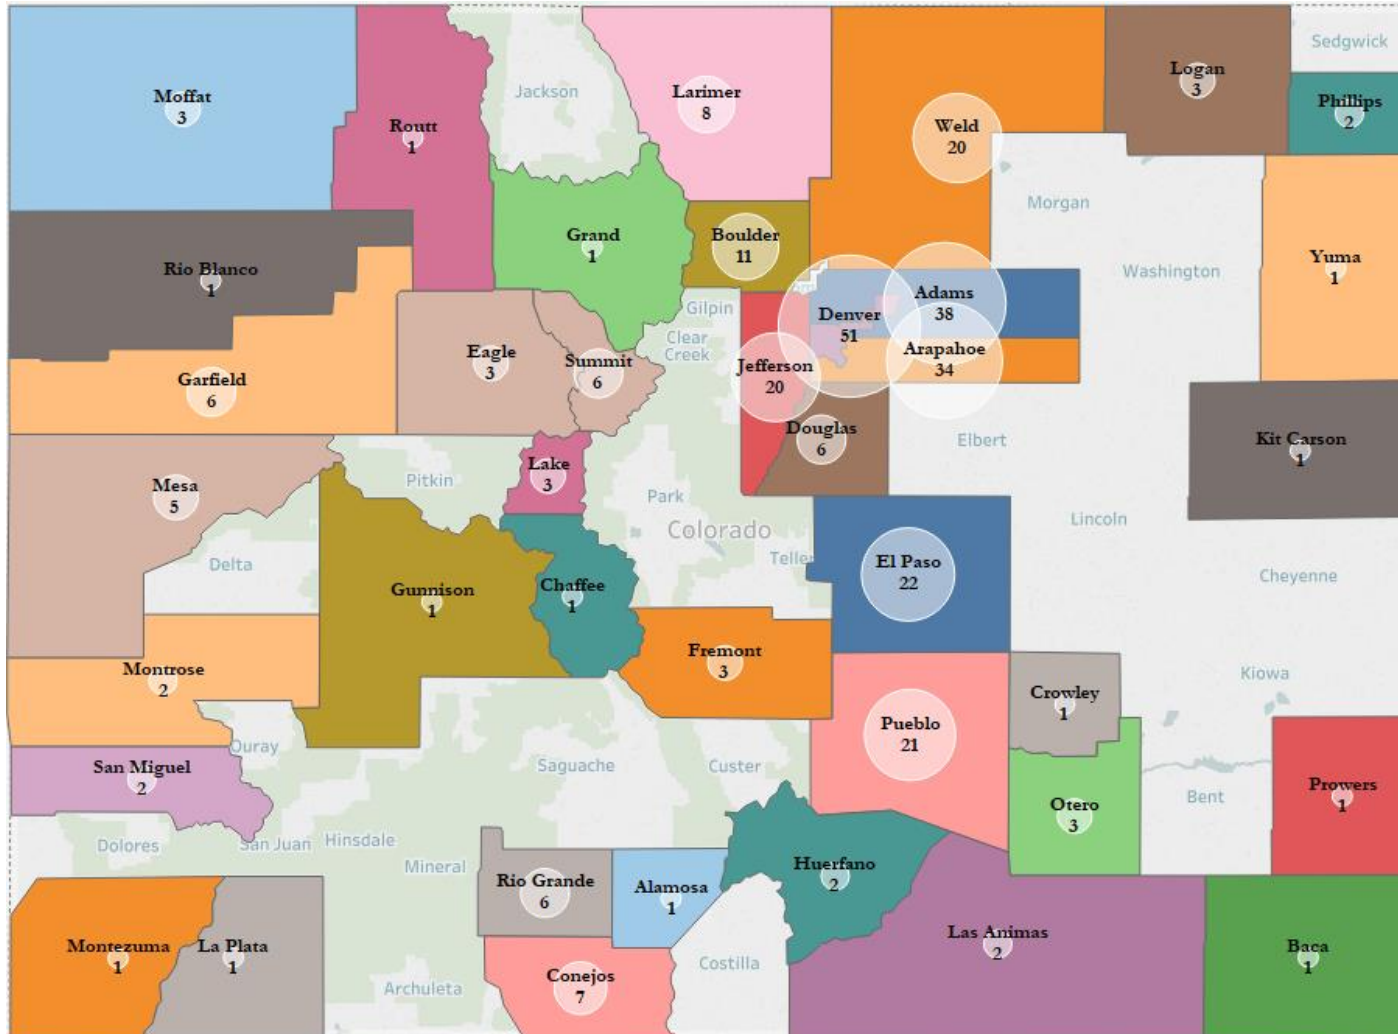 Sedgwick
Logan
3
Moffat
3
Larimer
8
Jackson
Phillips
2
Routt
1
Weld
20
Morgan
Grand
1
Boulder
11
Yuma
1
Rio Blanco
1
Washington
Adams
38
Gilpin
Denver
51
Clear
Creek
Eagle
3
Summit
6
Arapahoe
34
Jefferson
20
Garfield
6
Douglas
6
Elbert
Kit Carson
1
Lake
3
Pitkin
Mesa
5
Park
Lincoln
Colorado
Delta
Teller
El Paso
22
Cheyenne
Gunnison
1
Chaffee
1
Fremont
3
Montrose
2
Kiowa
Crowley
1
Pueblo
21
Ouray
San Miguel
2
Saguache
Custer
Prowers
1
Bent
Otero
3
Dolores
San Juan
Hinsdale
Mineral
Huerfano
2
Rio Grande
6
Alamosa
1
Las Animas
2
Montezuma
1
La Plata
1
Baca
1
Costilla
Conejos
7
Archuleta